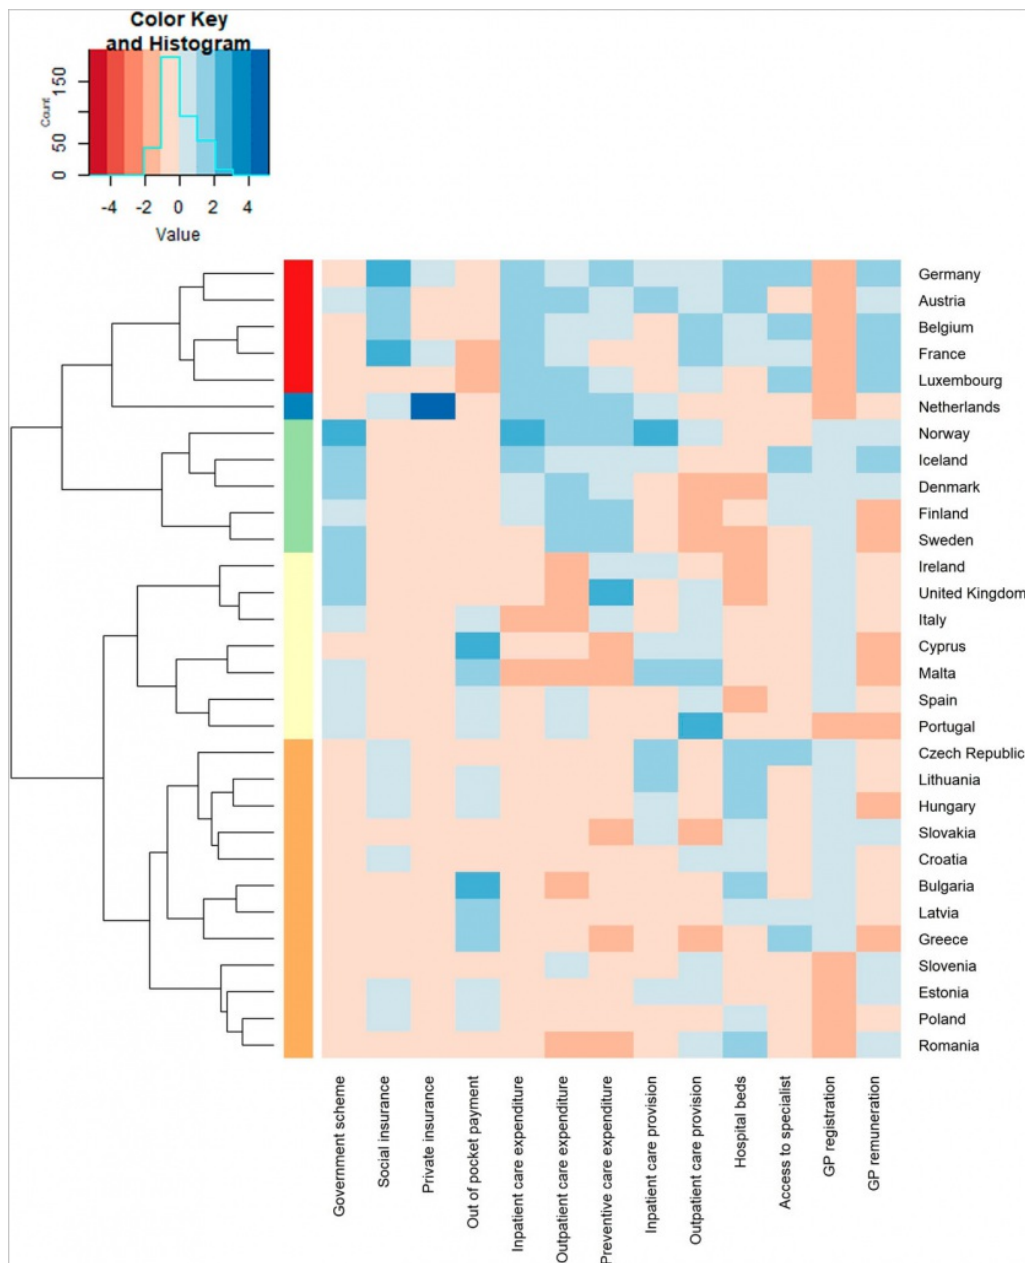 Color Key
and Histogram
Count
0 50 150
-4 -2 0 2 4
Value
Germany
Austria
Belgium
France
Luxembourg
Netherlands
Norway
Iceland
Denmark
Finland
Sweden
Ireland
United Kingdom
Italy
Cyprus
Malta
Spain
Portugal
Czech Republic
Lithuania
Hungary
Slovakia
Croatia
Bulgaria
Latvia
Greece
Slovenia
Estonia
Poland
Romania
Government scheme
Social insurance
Private insurance
Out of pocket payment
Inpatient care expenditure
Outpatient care expenditure
Preventive care expenditure
Inpatient care provision
Outpatient care provision
Hospital beds
Access to specialist
GP registration
GP remuneration